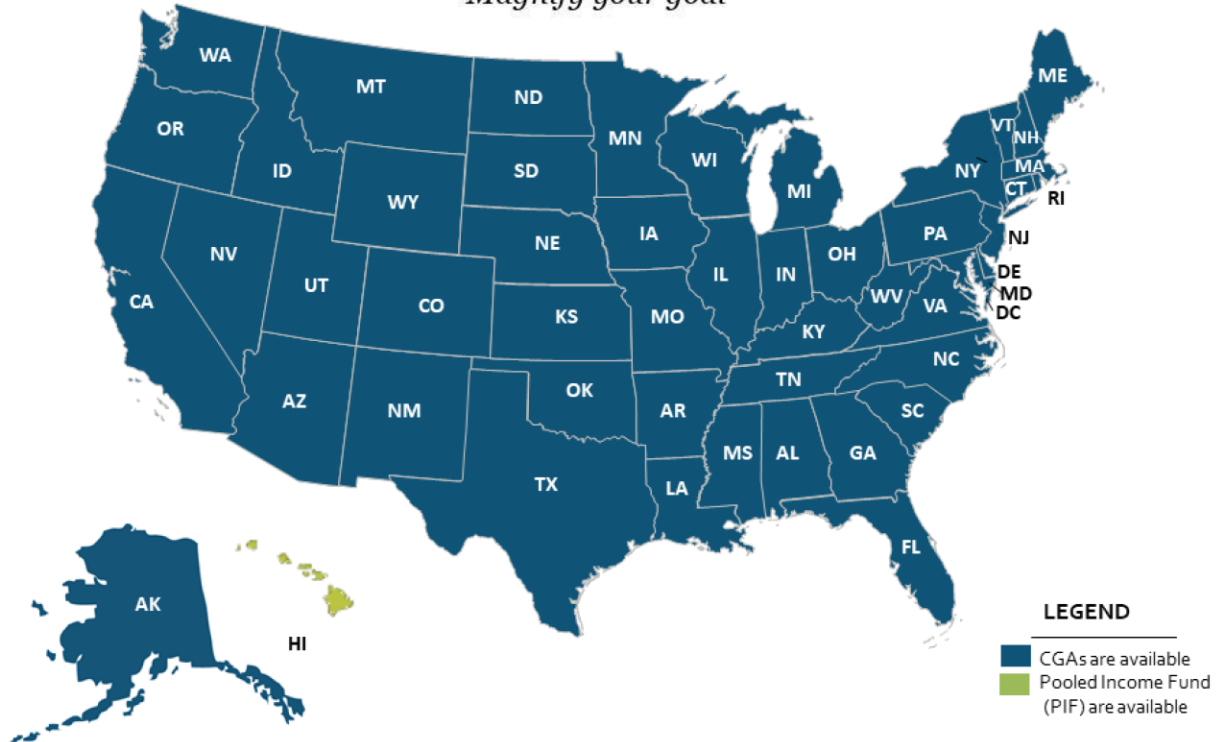 Magnify your goal
WA
MT
ND
MN
ME
OR
ID
SD
WI
MI
VT
NH
NY
MA
CT
RI
WY
NE
IA
PA
NJ
NV
UT
CO
KS
MO
IL
IN
OH
WV
VA
DE
MD
DC
CA
KY
NC
AZ
NM
OK
AR
TN
SC
TX
LA
MS
AL
GA
FL
AK
HI
LEGEND
CGAs are available
Pooled Income Fund
(PIF) are available